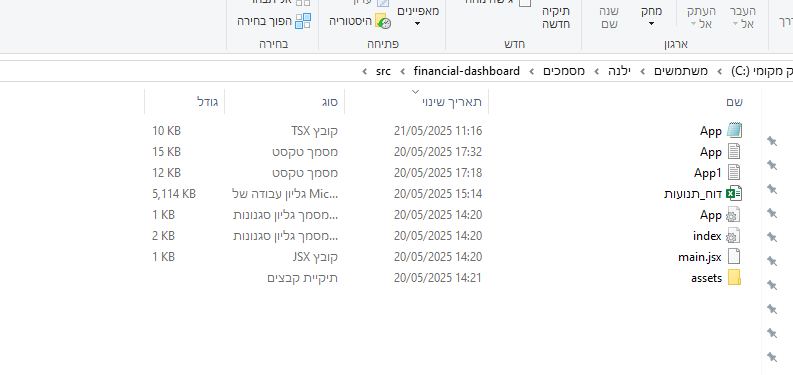 העבר אל
העתק אל
מחק
שנה שם
תיקיה חדשה
מאפיינים
היסטוריה
הפוך בחירה
ארגון
חדש
פתיחה
בחירה
ק מקומי (C:) › משתמשים › ילנה › מסמכים › financial-dashboard › src ›
שם תאריך שינוי סוג גודל
App 21/05/2025 11:16 קובץ TSX 10 KB
App 20/05/2025 17:32 מסמך טקסט 15 KB
App1 20/05/2025 17:18 מסמך טקסט 12 KB
דוח_תנועות 20/05/2025 15:14 גליון עבודה של Mic... 5,114 KB
App 20/05/2025 14:20 מסמך גליון סגנונות... 1 KB
index 20/05/2025 14:20 מסמך גליון סגנונות... 2 KB
main.jsx 20/05/2025 14:20 קובץ JSX 1 KB
assets 20/05/2025 14:21 תיקיית קבצים